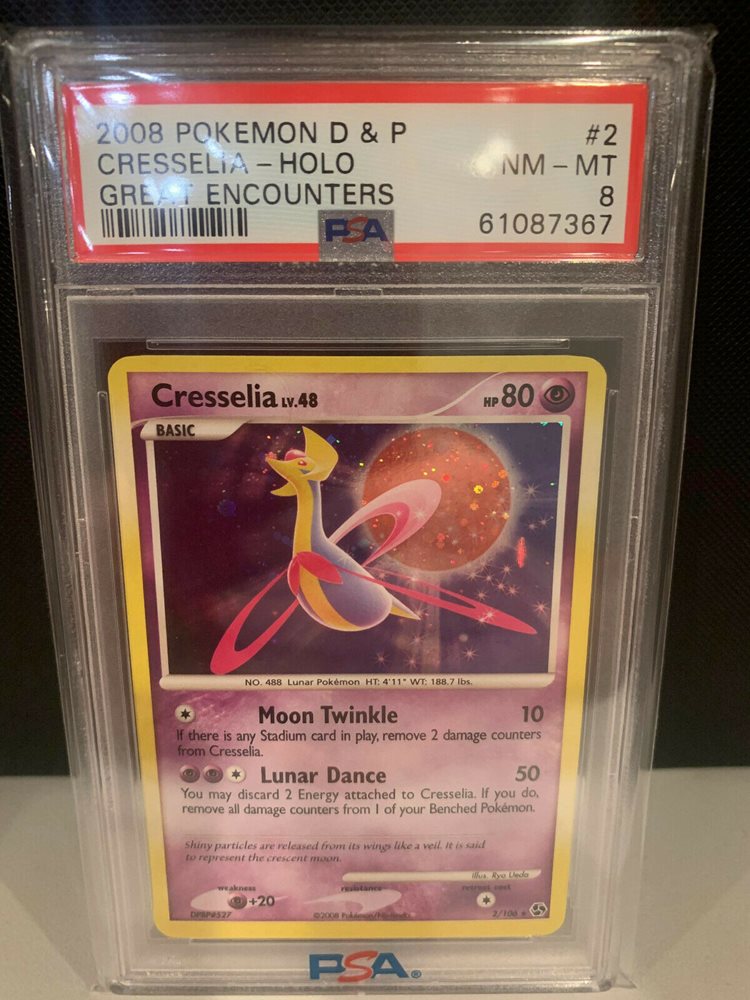 2008 POKEMON D & P #2
CRESSELIA – HOLO NM – MT
GREAT ENCOUNTERS 8
PSA 61087367
Cresselia LV.48 HP 80
BASIC
NO. 488 Lunar Pokémon HT: 4'11" WT: 188.7 lbs.
Moon Twinkle 10
If there is any Stadium card in play, remove 2 damage counters
from Cresselia.
Lunar Dance 50
You may discard 2 Energy attached to Cresselia. If you do,
remove all damage counters from 1 of your Benched Pokémon.
Shiny particles are released from its wings like a veil. It is said
to represent the crescent moon.
Illus. Ryo Ueda
weakness resistance retreat cost
+20
DPBP#527 ©2008 Pokémon/Nintendo 2/106 ★
PSA®